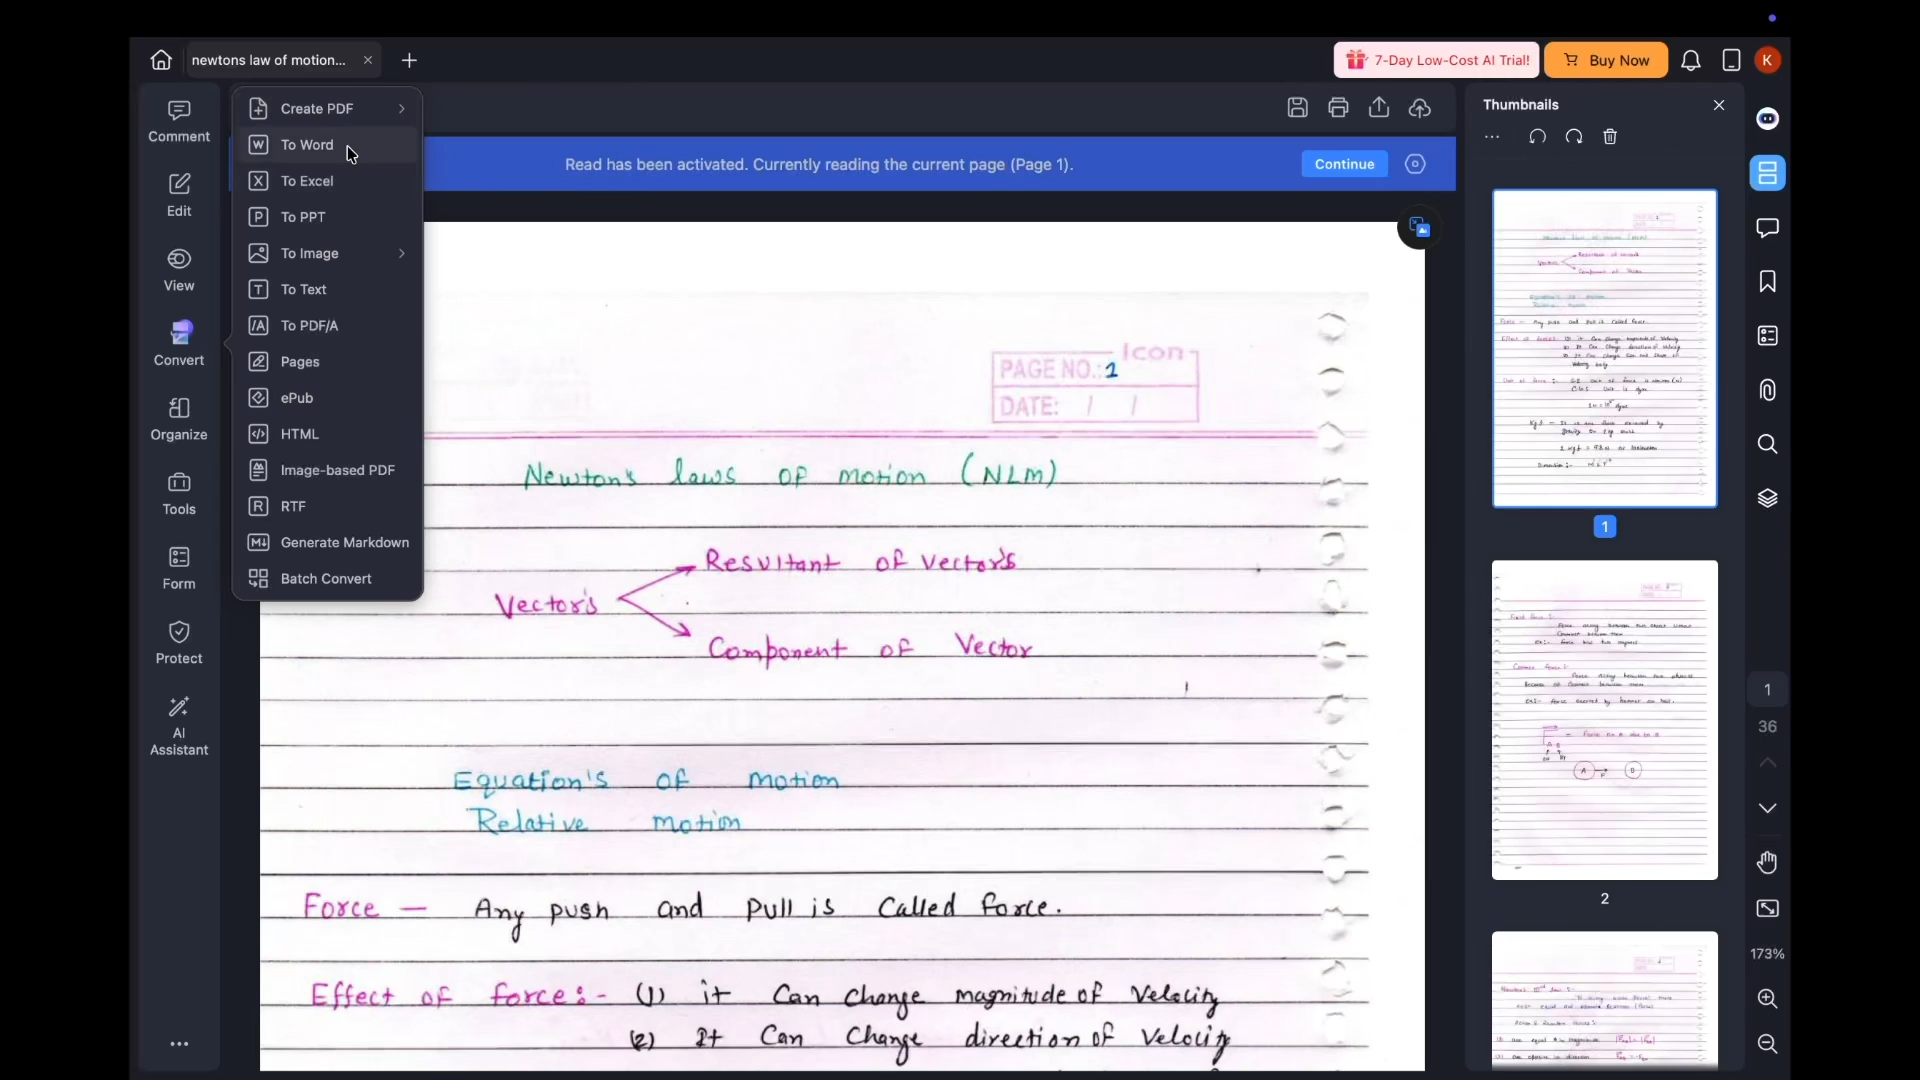 newtons law of motion...
7-Day Low-Cost AI Trial!
Buy Now
K
Comment
Edit
View
Convert
Organize
Tools
Form
Protect
AI Assistant
Create PDF
To Word
To Excel
To PPT
To Image
To Text
To PDF/A
Pages
ePub
HTML
Image-based PDF
RTF
Generate Markdown
Batch Convert
Read has been activated. Currently reading the current page (Page 1).
Continue
Icon
PAGE NO.: 1
DATE: / /
Newton's laws of motion (NLM)
Resultant of vector's
Vector's
Component of Vector
Equation's of motion
Relative motion
Force — Any push and Pull is Called force.
Effect of force:- (1) it Can Change magnitude of Velocity
(2) It Can Change direction of Velocity
Thumbnails
1
2
1
36
173%